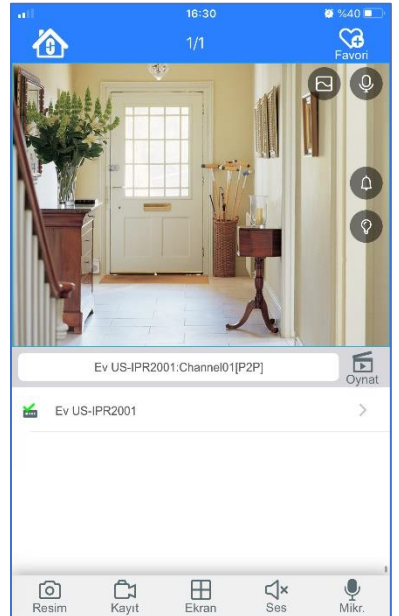 16:30
%40
1/1
Favori
Ev US-IPR2001:Channel01[P2P]
Oynat
Ev US-IPR2001
Resim
Kayıt
Ekran
Ses
Mikr.